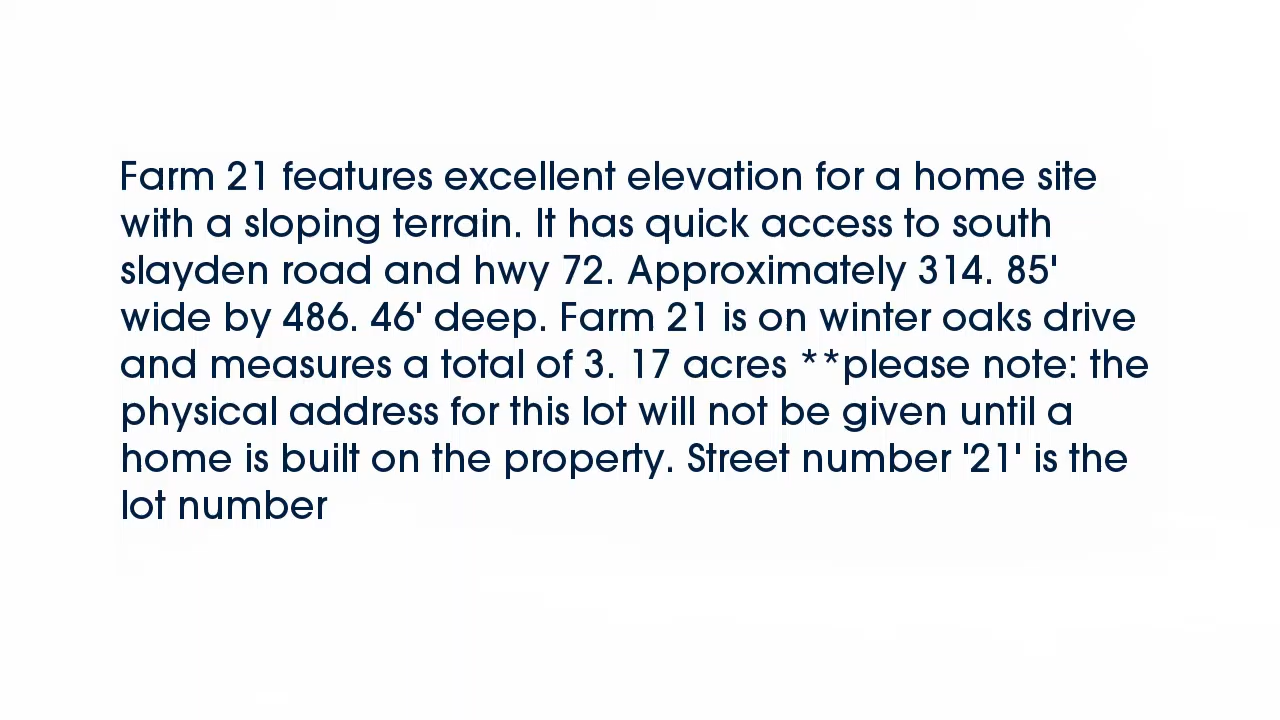 Farm 21 features excellent elevation for a home site
with a sloping terrain. It has quick access to south
slayden road and hwy 72. Approximately 314. 85'
wide by 486. 46' deep. Farm 21 is on winter oaks drive
and measures a total of 3. 17 acres **please note: the
physical address for this lot will not be given until a
home is built on the property. Street number '21' is the
lot number